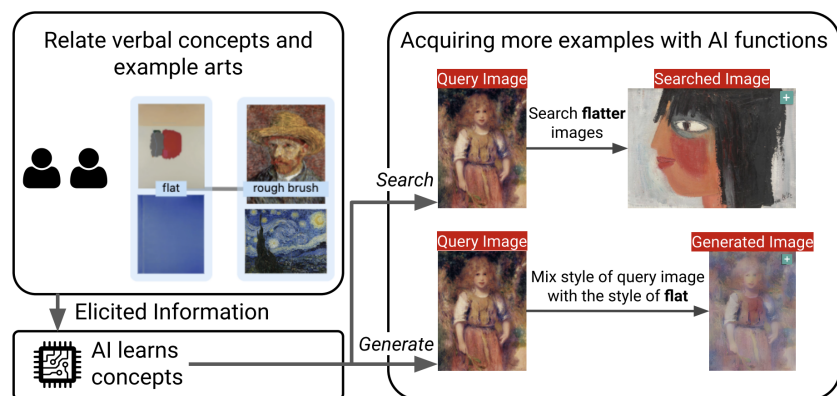 Relate verbal concepts and
example arts
flat
rough brush
Elicited Information
AI learns
concepts
Acquiring more examples with AI functions
Search
Query Image
Search flatter
images
Searched Image
+
Generate
Query Image
Mix style of query image
with the style of flat
Generated Image
+